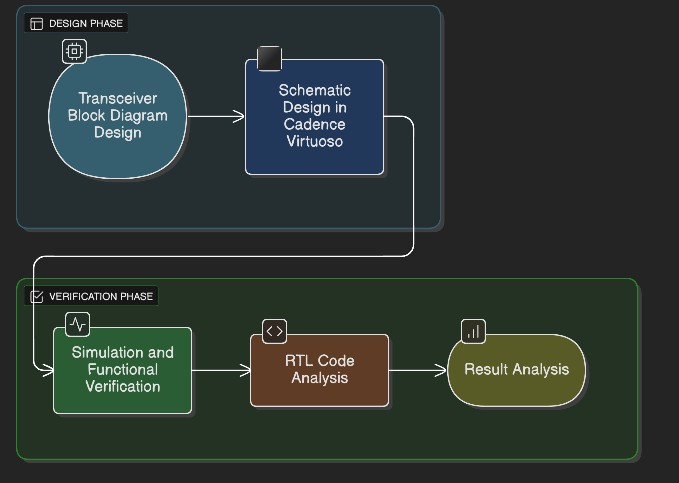 DESIGN PHASE
Transceiver
Block Diagram
Design
Schematic
Design in
Cadence
Virtuoso
VERIFICATION PHASE
Simulation and
Functional
Verification
RTL Code
Analysis
Result Analysis